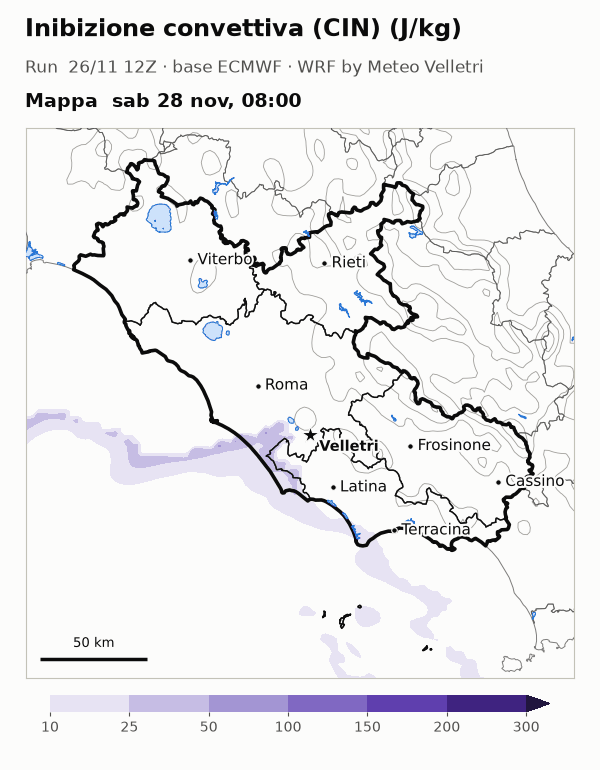 Inibizione convettiva (CIN) (J/kg)
Run  26/11 12Z · base ECMWF · WRF by Meteo Velletri
Mappa  sab 28 nov, 08:00
Viterbo
Rieti
Roma
Velletri
Frosinone
Cassino
Latina
Terracina
50 km
10 25 50 100 150 200 300